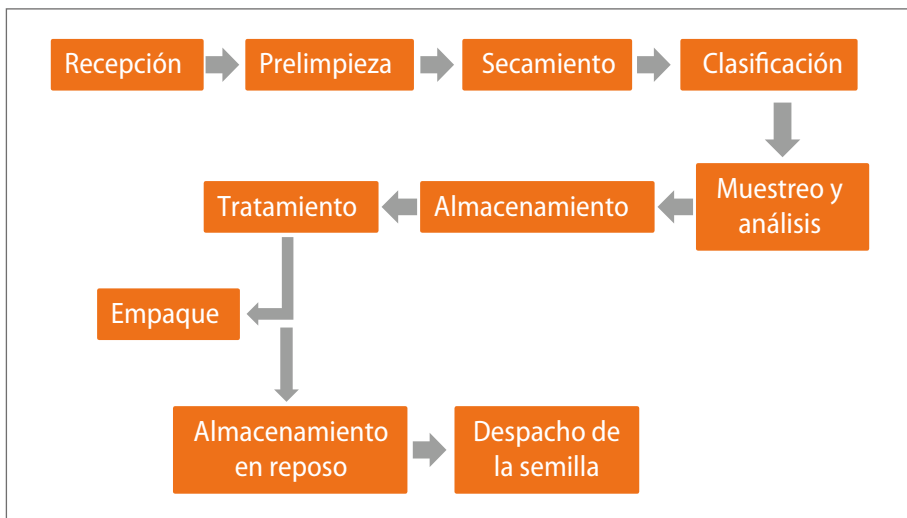 Recepción
Prelimpieza
Secamiento
Clasificación
Muestreo y
análisis
Almacenamiento
Tratamiento
Empaque
Almacenamiento
en reposo
Despacho de
la semilla